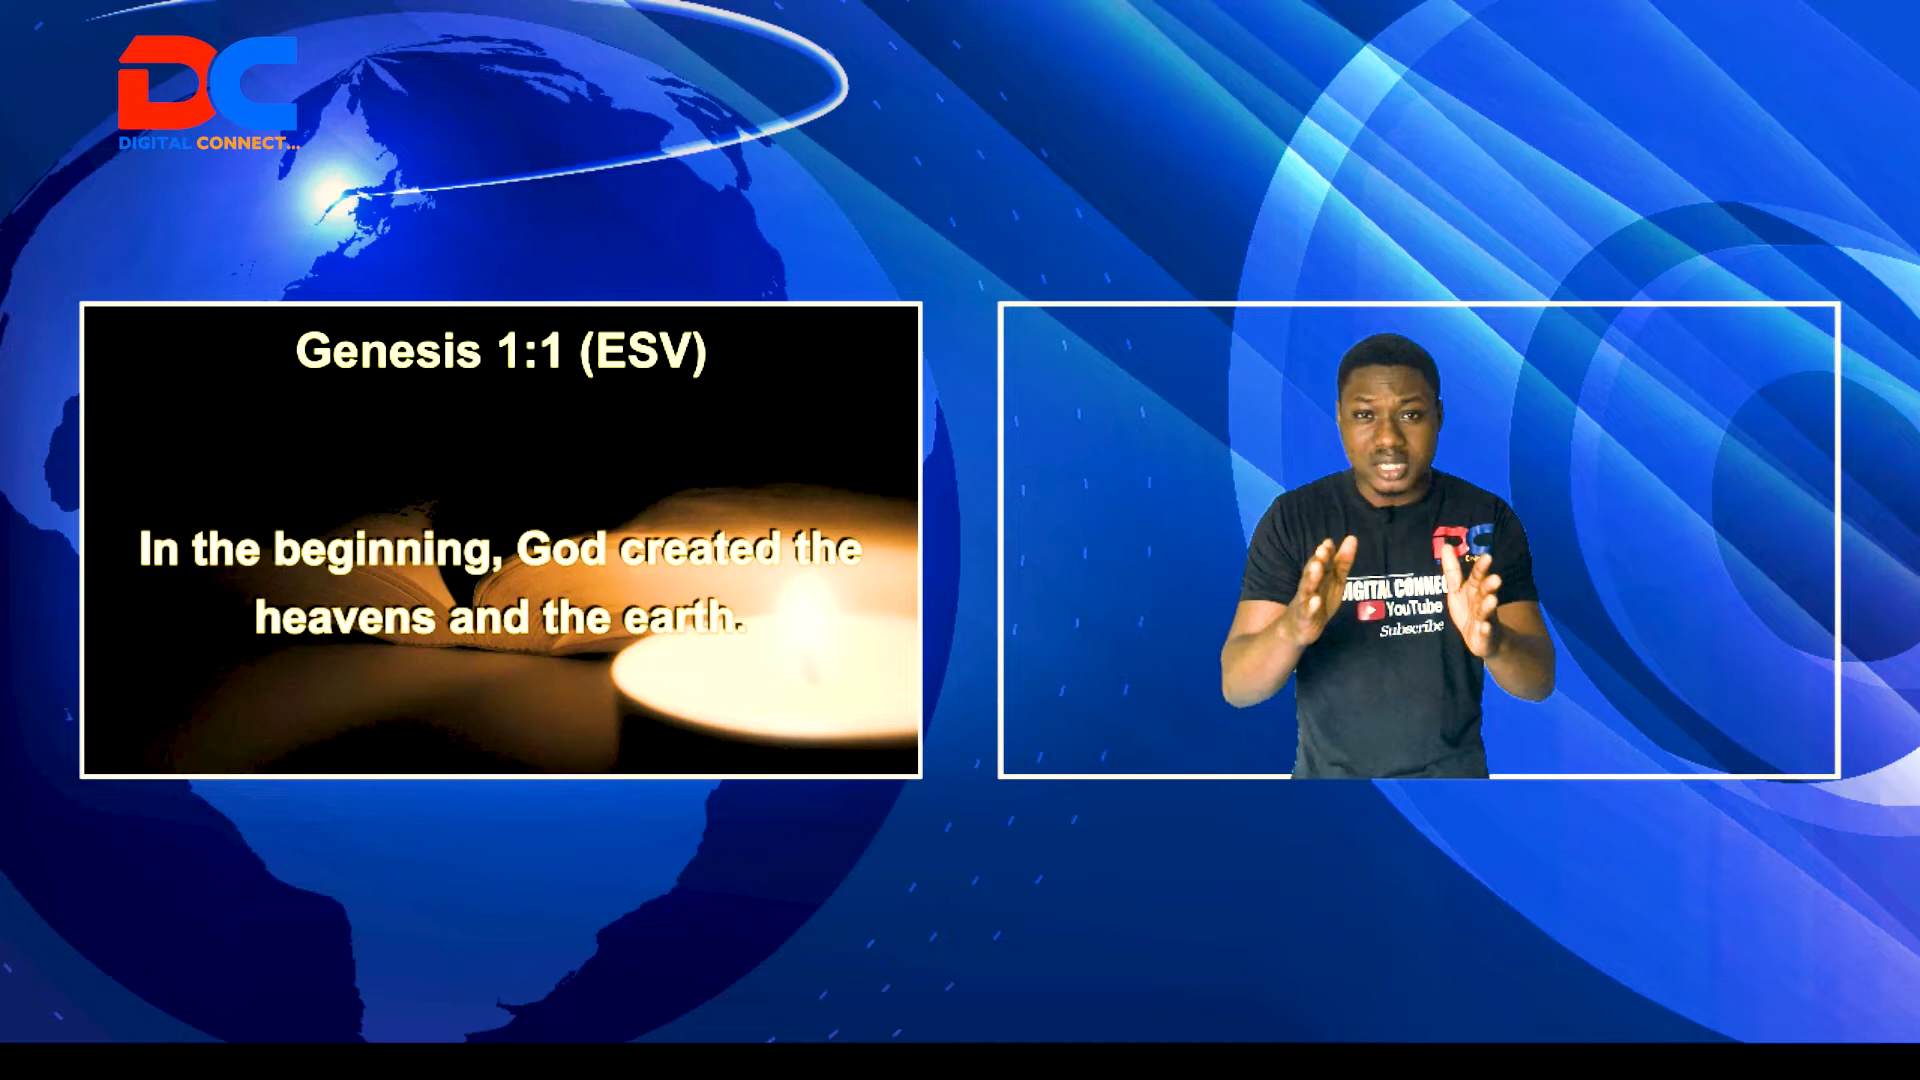 DC
DIGITAL CONNECT...
Genesis 1:1 (ESV)
In the beginning, God created the
heavens and the earth.
DC
YouTube
Subscribe